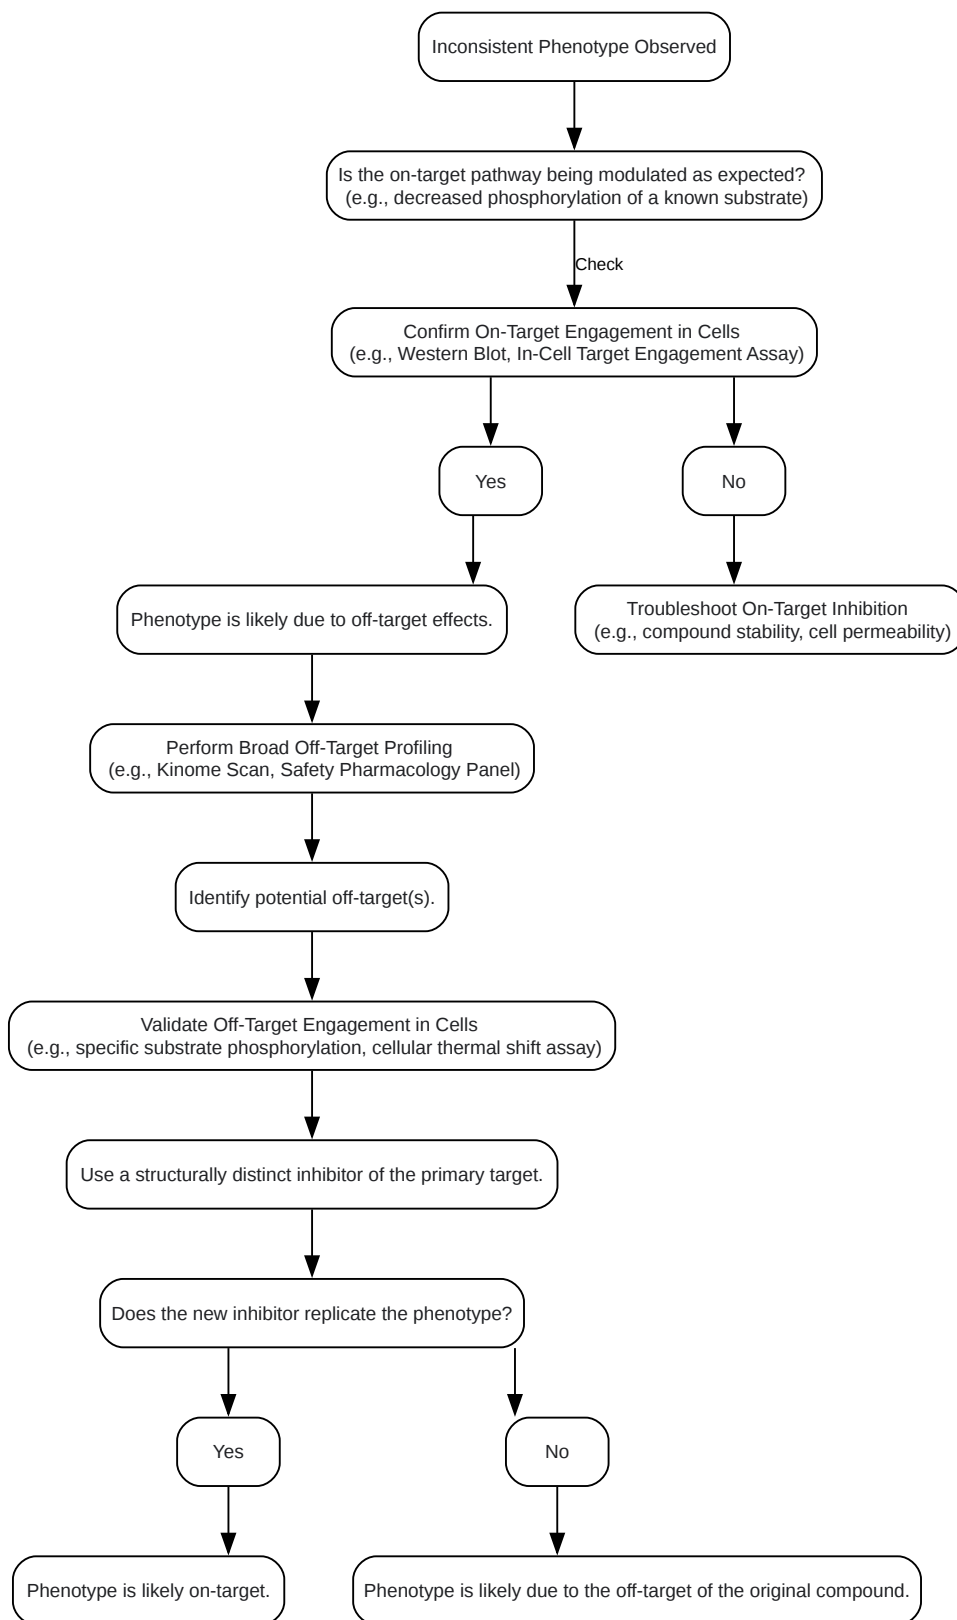 Inconsistent Phenotype Observed
Is the on-target pathway being modulated as expected?
(e.g., decreased phosphorylation of a known substrate)
Check
Confirm On-Target Engagement in Cells
(e.g., Western Blot, In-Cell Target Engagement Assay)
Yes
No
Phenotype is likely due to off-target effects.
Troubleshoot On-Target Inhibition
(e.g., compound stability, cell permeability)
Perform Broad Off-Target Profiling
(e.g., Kinome Scan, Safety Pharmacology Panel)
Identify potential off-target(s).
Validate Off-Target Engagement in Cells
(e.g., specific substrate phosphorylation, cellular thermal shift assay)
Use a structurally distinct inhibitor of the primary target.
Does the new inhibitor replicate the phenotype?
Yes
No
Phenotype is likely on-target.
Phenotype is likely due to the off-target of the original compound.